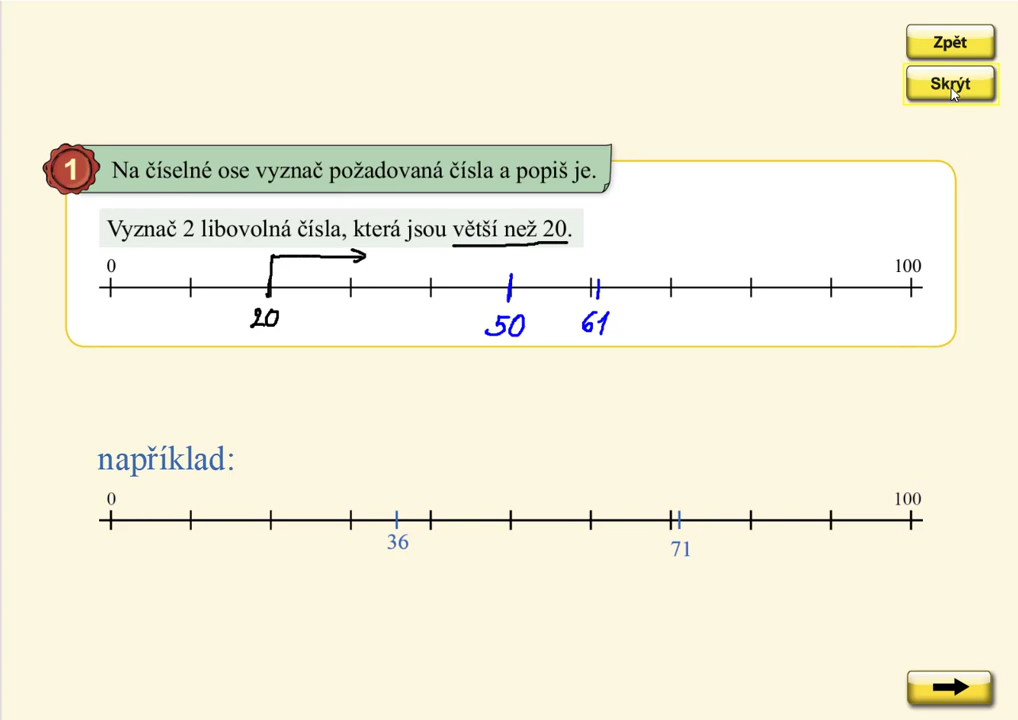 Zpět
Skrýt
1 Na číselné ose vyznač požadovaná čísla a popiš je.
Vyznač 2 libovolná čísla, která jsou větší než 20.
0 100
20 50 61
například:
0 100
36 71